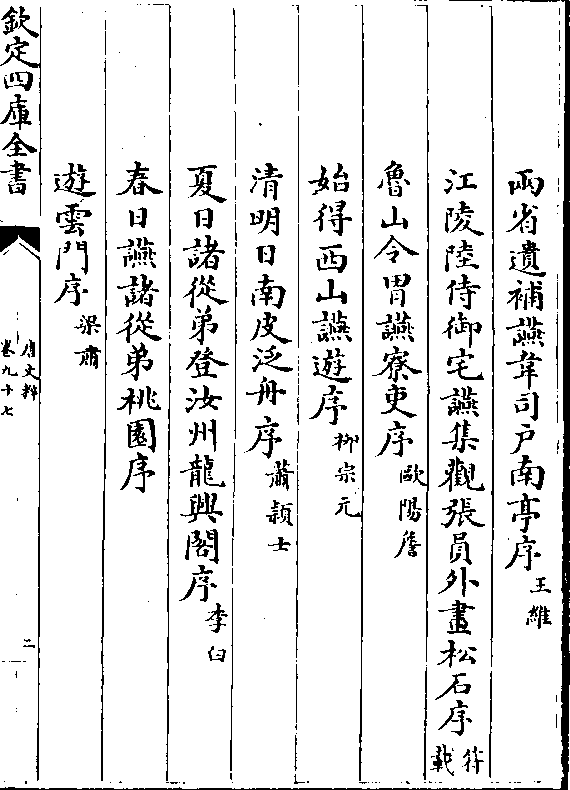 兩省遺補讌韋司户南亭序王維
江陵陸侍御宅讌集觀張員外畫松石序符載
魯山令胃讌寮吏序歐陽詹
始得西山讌遊序柳宗元
清明日南皮泛舟序蕭頴士
夏日諸從弟登汝州龍興閣序李白
春日讌諸從弟桃園序
遊雲門序梁肅
欽定四庫全書
唐文粹
卷九十七
二